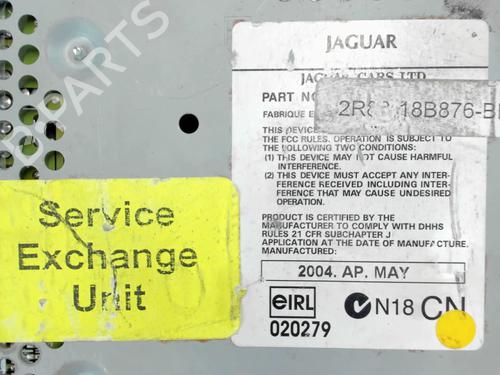 JAGUAR
JAGUAR CARS LTD
PART NO
18B876-B
FABRIQUE E
THIS DEVICE
THE FCC RULES. OPERATION IS SUBJECT TO
FOLLOWING TWO CONDITIONS:
(1) THIS DEVICE MAY NOT CAUSE HARMFUL
INTERFERENCE.
(2) THIS DEVICE MUST ACCEPT ANY INTER-
FERENCE RECEIVED INCLUDING INTER-
FERENCE THAT MAY CAUSE UNDESIRED
OPERATION.
PRODUCT IS CERTIFIED BY THE
MANUFACTURER TO COMPLY WITH DHHS
RULES 21 CFR SUBCHAPTER J
APPLICATION AT THE DATE OF MANUFACTURE.
MANUFACTURED:
2004. AP. MAY
eIRL
020279
N18 CN
Service
Exchange
Unit
B-PARTS